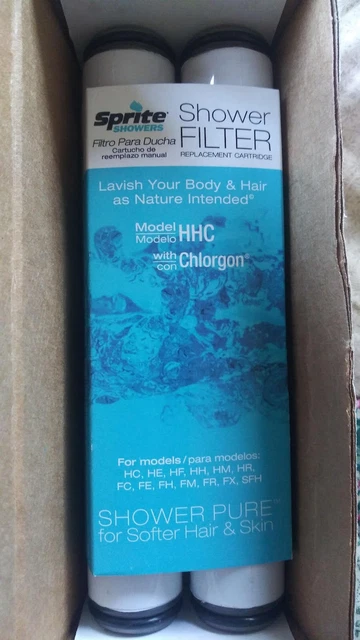 Sprite®
SHOWERS
Filtro Para Ducha
Cartucho de
reemplazo manual
Shower
FILTER
REPLACEMENT CARTRIDGE
Lavish Your Body & Hair
as Nature Intended©
Model
Modelo
HHC
with
con
Chlorgon®
For models/para modelos:
HC, HE, HF, HH, HM, HR,
FC, FE, FH, FM, FR, FX, SFH
SHOWER PURE™
for Softer Hair & Skin